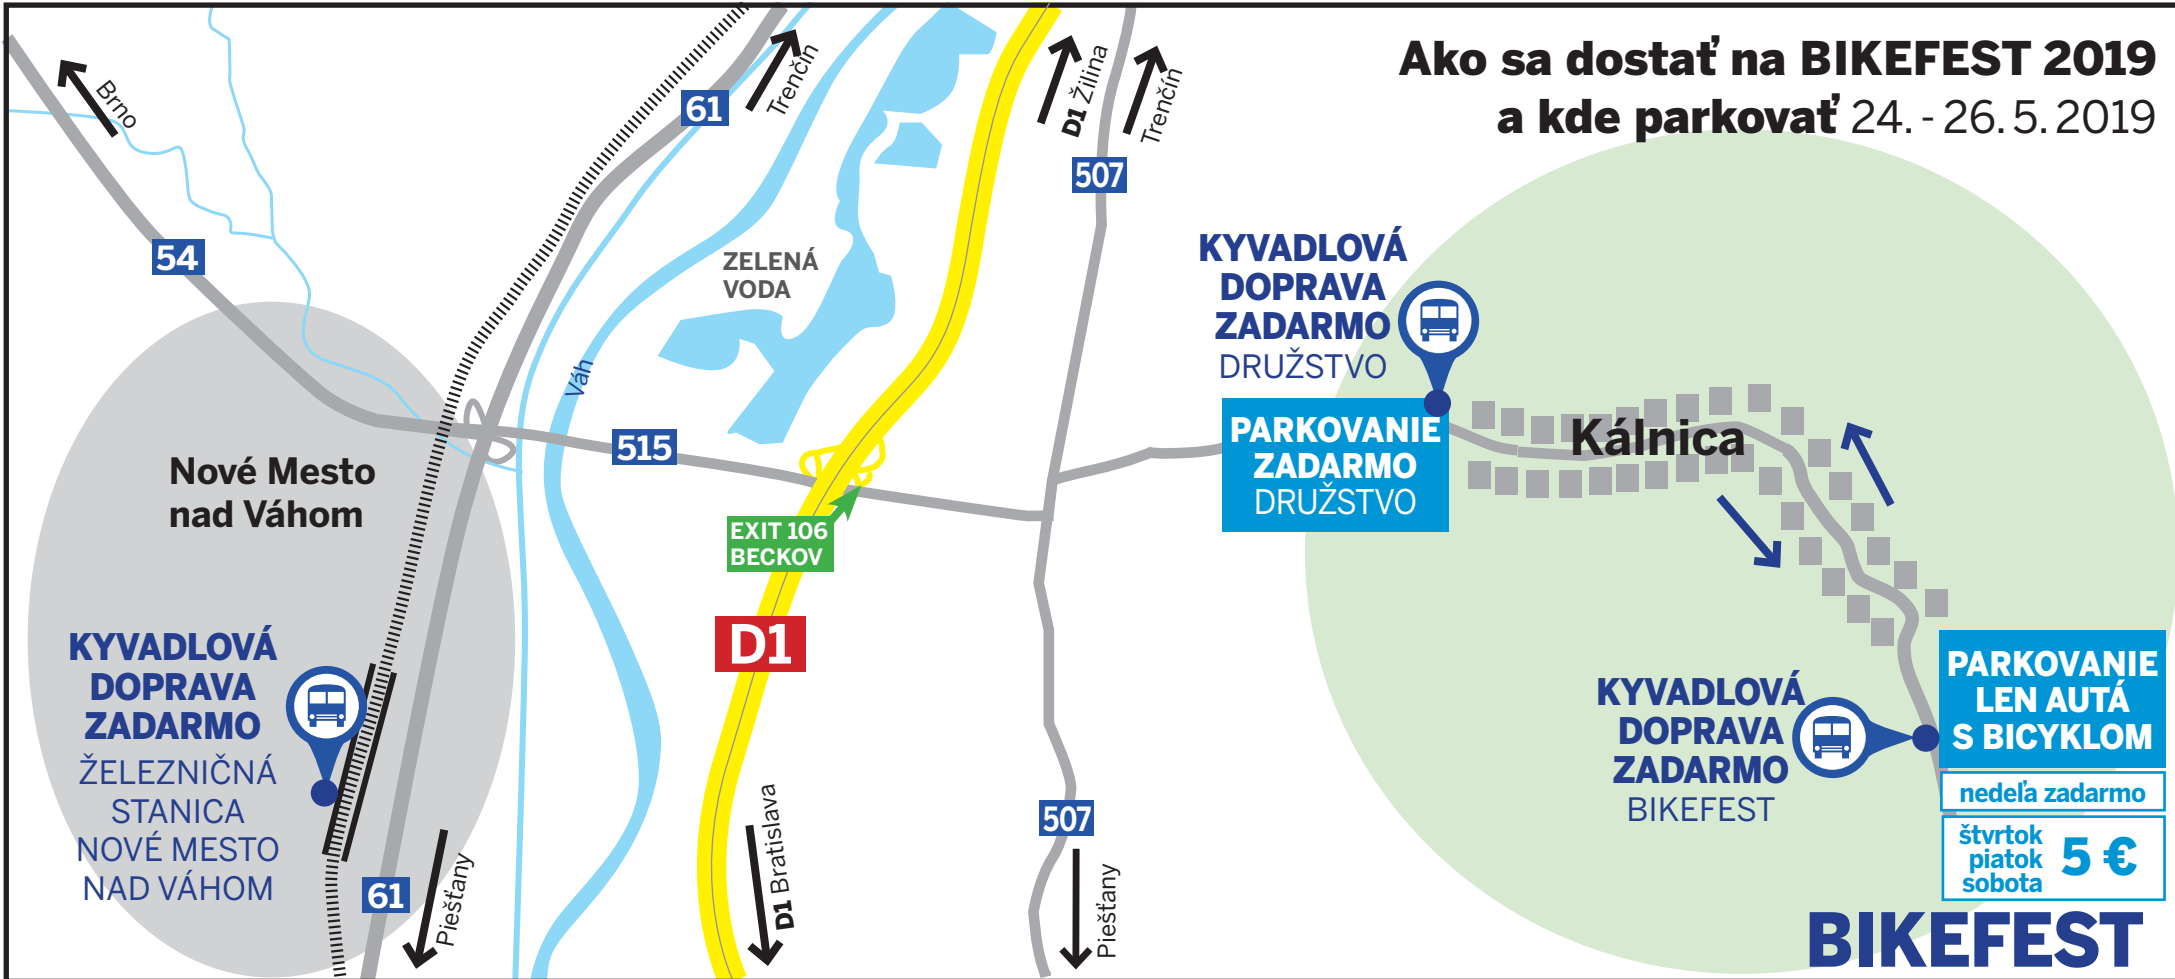 Ako sa dostať na BIKEFEST 2019
a kde parkovať 24. - 26. 5. 2019
Brno
61
Trenčín
D1 Žilina
Trenčín
507
54
ZELENÁ
VODA
Váh
515
Nové Mesto
nad Váhom
EXIT 106
BECKOV
D1
KYVADLOVÁ
DOPRAVA
ZADARMO
ŽELEZNIČNÁ
STANICA
NOVÉ MESTO
NAD VÁHOM
61
Piešťany
D1 Bratislava
507
Piešťany
KYVADLOVÁ
DOPRAVA
ZADARMO
DRUŽSTVO
PARKOVANIE
ZADARMO
DRUŽSTVO
Kálnica
KYVADLOVÁ
DOPRAVA
ZADARMO
BIKEFEST
PARKOVANIE
LEN AUTÁ
S BICYKLOM
nedeľa zadarmo
štvrtok
piatok
sobota
5 €
BIKEFEST